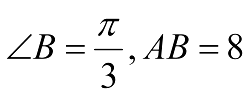 ∠B = π/3, AB = 8